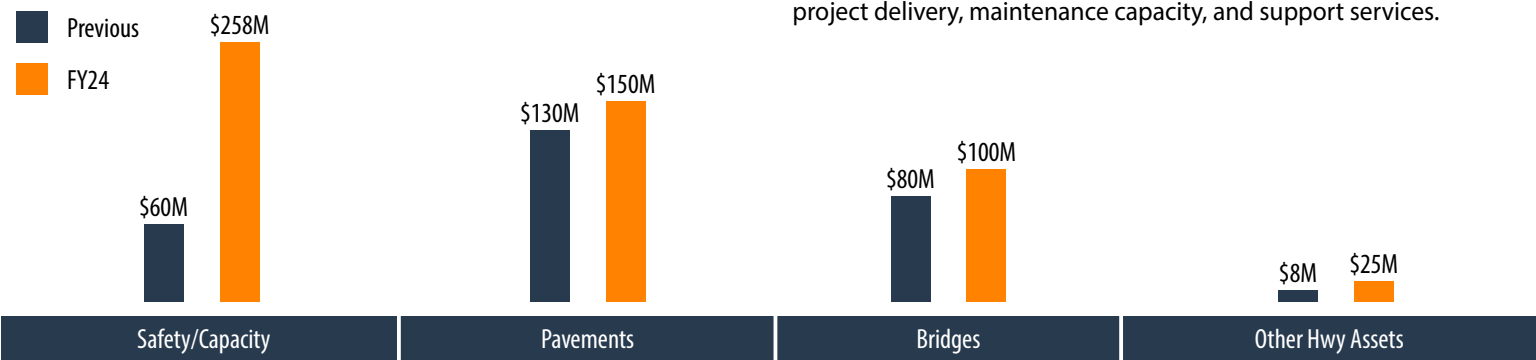 project delivery, maintenance capacity, and support services.
Previous
FY24
$60M
$258M
$130M
$150M
$80M
$100M
$8M
$25M
Safety/Capacity
Pavements
Bridges
Other Hwy Assets